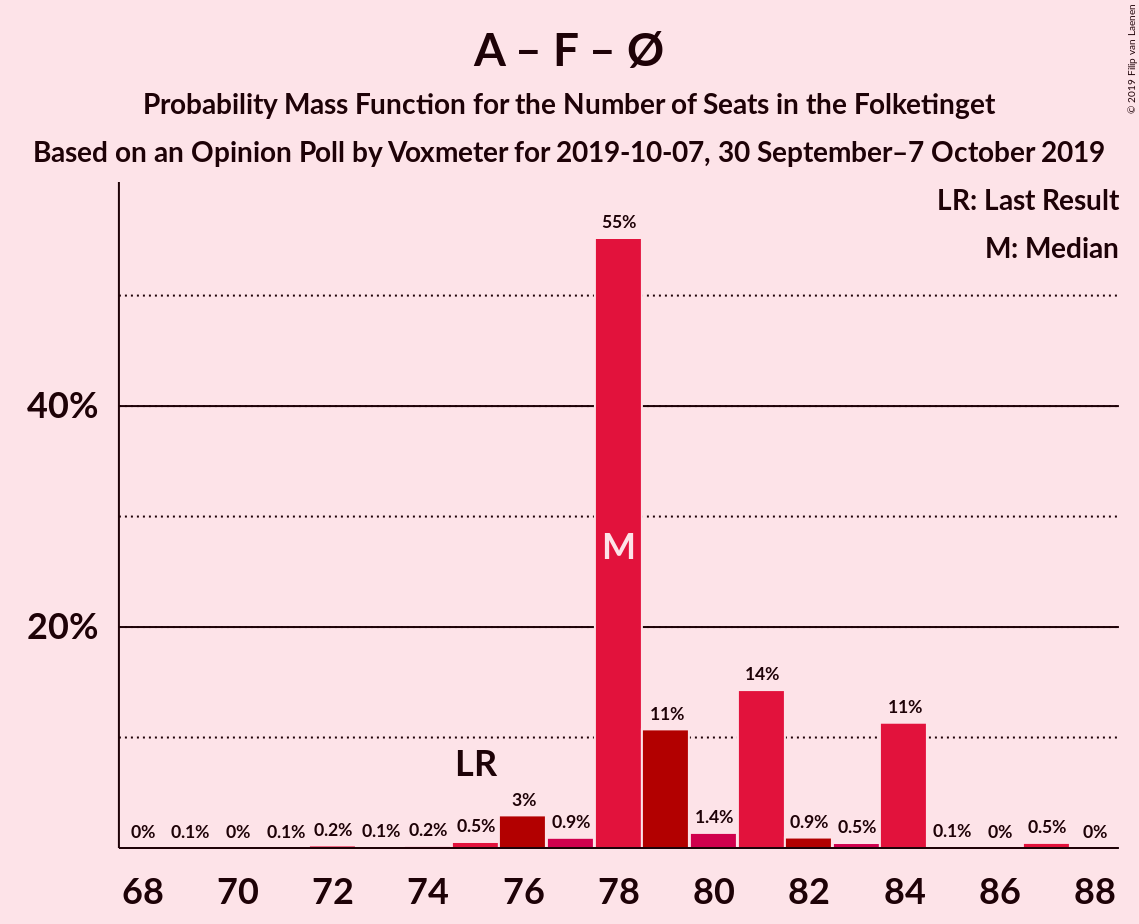 A – F – Ø
Probability Mass Function for the Number of Seats in the Folketinget
Based on an Opinion Poll by Voxmeter for 2019-10-07, 30 September–7 October 2019
© 2019 Filip van Laenen
LR: Last Result
M: Median
55%
40%
M
20%
14%
11%
11%
LR
3%
0% 0.1% 0% 0.1% 0.2% 0.1% 0.2% 0.5% 0.9% 1.4% 0.9% 0.5% 0.1% 0% 0.5% 0%
68 70 72 74 76 78 80 82 84 86 88